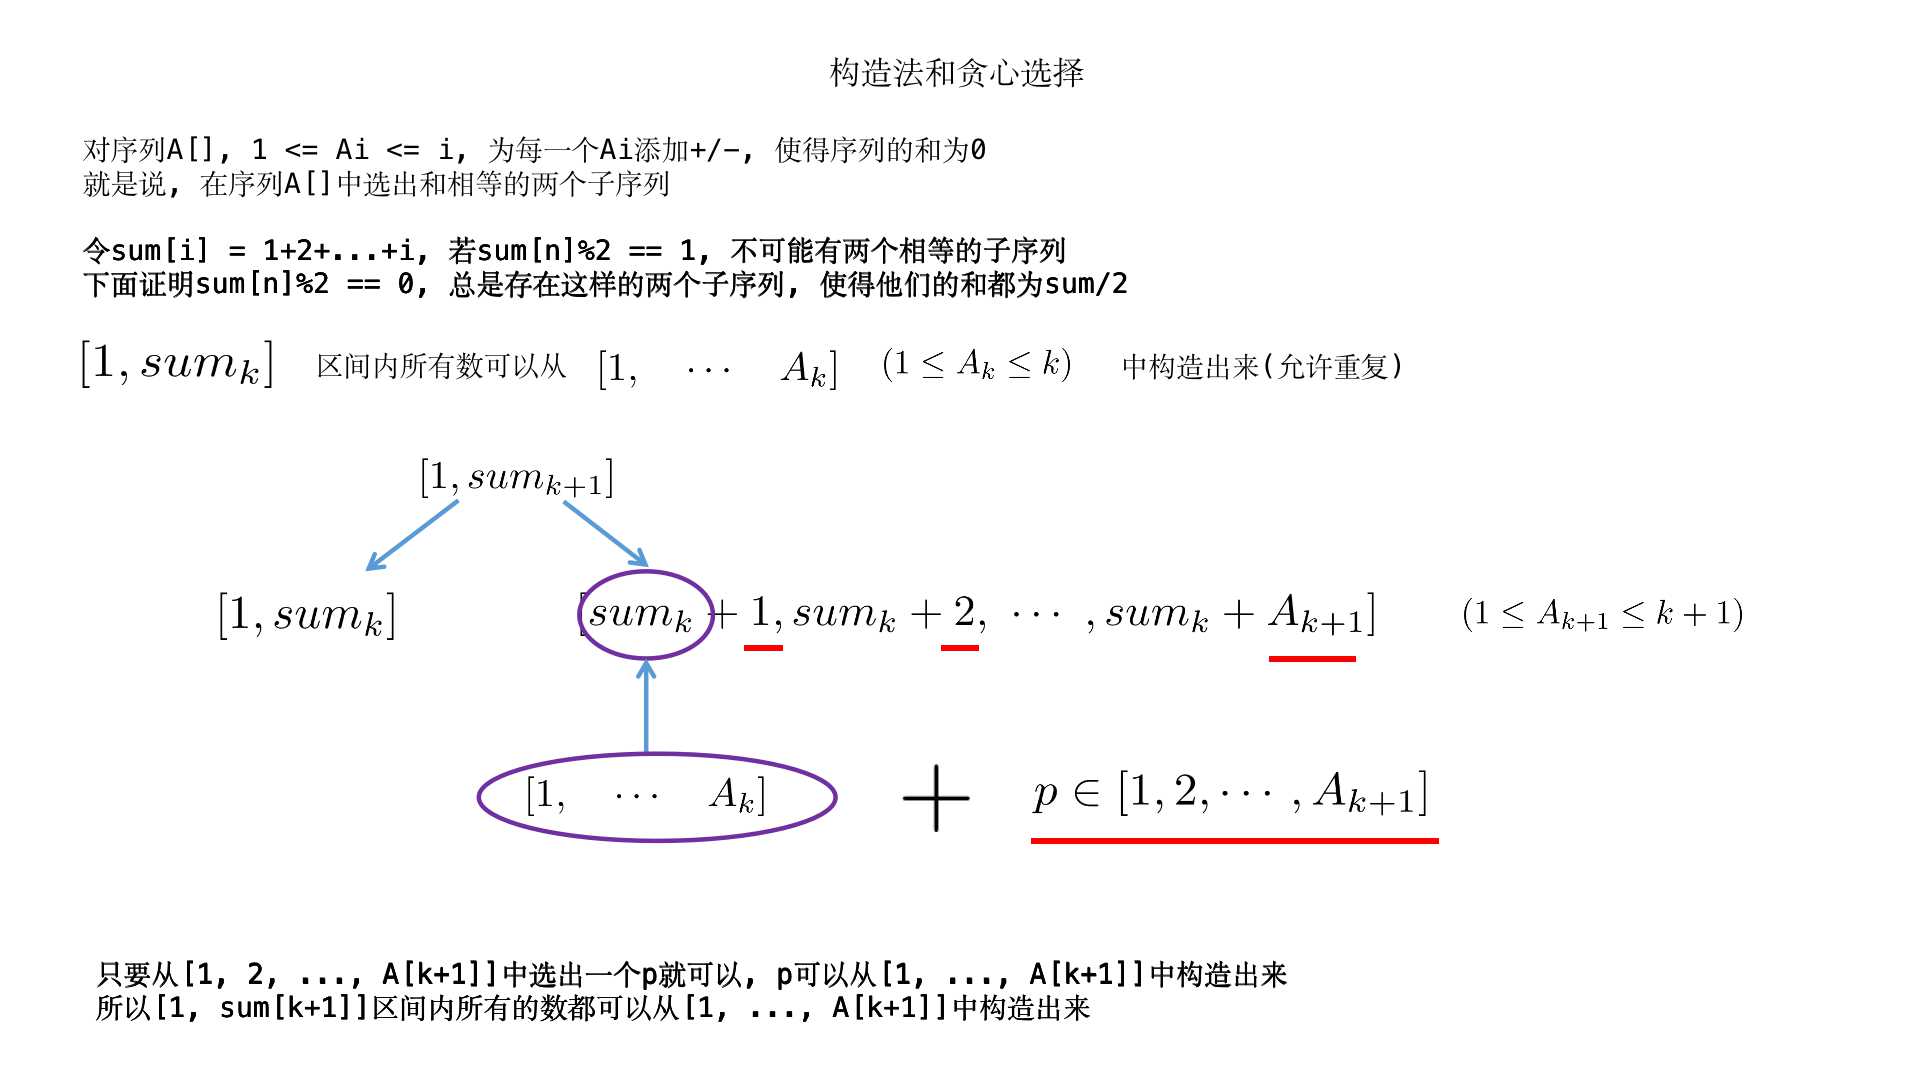 构造法和贪心选择
对序列A[], 1 <= Ai <= i, 为每一个Ai添加+/-, 使得序列的和为0
就是说, 在序列A[]中选出和相等的两个子序列
令sum[i] = 1+2+...+i, 若sum[n]%2 == 1, 不可能有两个相等的子序列
下面证明sum[n]%2 == 0, 总是存在这样的两个子序列, 使得他们的和都为sum/2
[1, sum_k] 区间内所有数可以从 [1, ⋯ A_k] (1 ≤ A_k ≤ k) 中构造出来(允许重复)
[1, sum_{k+1}]
[1, sum_k] [sum_k + 1, sum_k + 2, ⋯ , sum_k + A_{k+1}] (1 ≤ A_{k+1} ≤ k + 1)
[1, ⋯ A_k] + p ∈ [1, 2, ⋯ , A_{k+1}]
只要从[1, 2, ..., A[k+1]]中选出一个p就可以, p可以从[1, ..., A[k+1]]中构造出来
所以[1, sum[k+1]]区间内所有的数都可以从[1, ..., A[k+1]]中构造出来